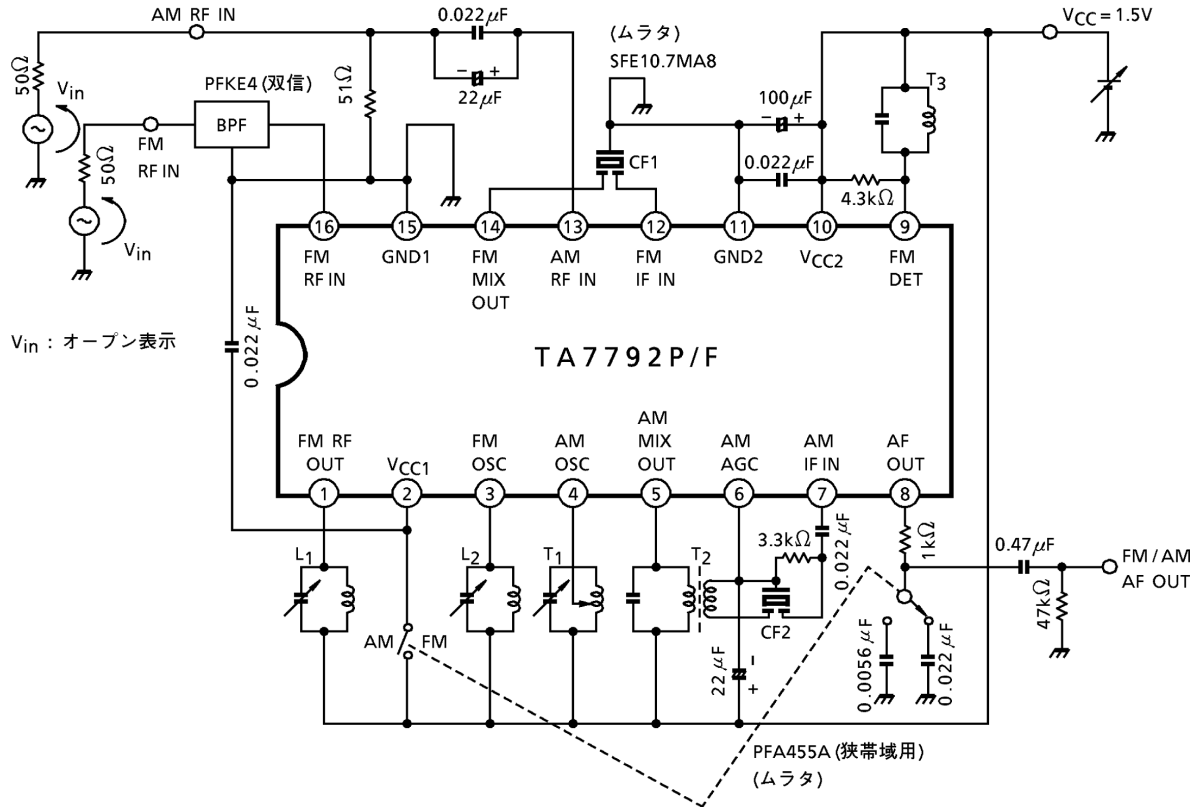 AM RF IN
0.022μF
VCC=1.5V
(ムラタ)
SFE10.7MA8
50Ω
Vin
PFKE4 (双信)
51Ω
22μF
T3
100μF
BPF
FM
RF IN
50Ω
Vin
CF1
0.022μF
4.3kΩ
16
15
14
13
12
11
10
9
FM
RF IN
GND1
FM
MIX
OUT
AM
RF IN
FM
IF IN
GND2
VCC2
FM
DET
Vin : オープン表示
0.022μF
TA7792P/F
FM RF
OUT
VCC1
FM
OSC
AM
OSC
AM
MIX
OUT
AM
AGC
AM
IF IN
AF
OUT
1
2
3
4
5
6
7
8
L1
L2
T1
T2
3.3kΩ
0.022μF
1kΩ
0.47μF
FM/AM
AF OUT
CF2
47kΩ
AM
FM
22μF
0.0056μF
0.022μF
PFA455A (狭帯域用)
(ムラタ)